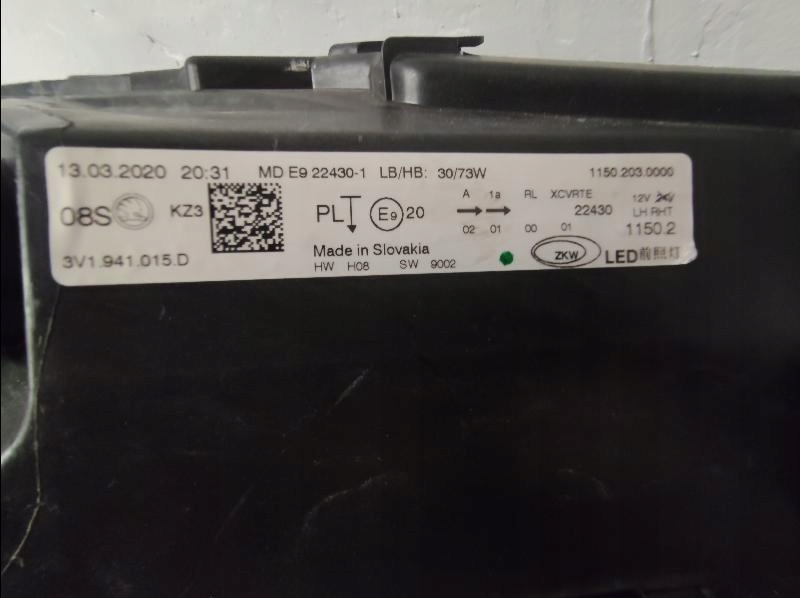 13.03.2020 20:31 MD E9 22430-1 LB/HB: 30/73W 1150.203.0000
08S KZ3 PL E9 20 A 1a RL XCVRTE 12V 24V
→ → 22430 LH RHT
02 01 00 01 1150.2
3V1.941.015.D Made in Slovakia ZKW LED前照灯
HW H08 SW 9002